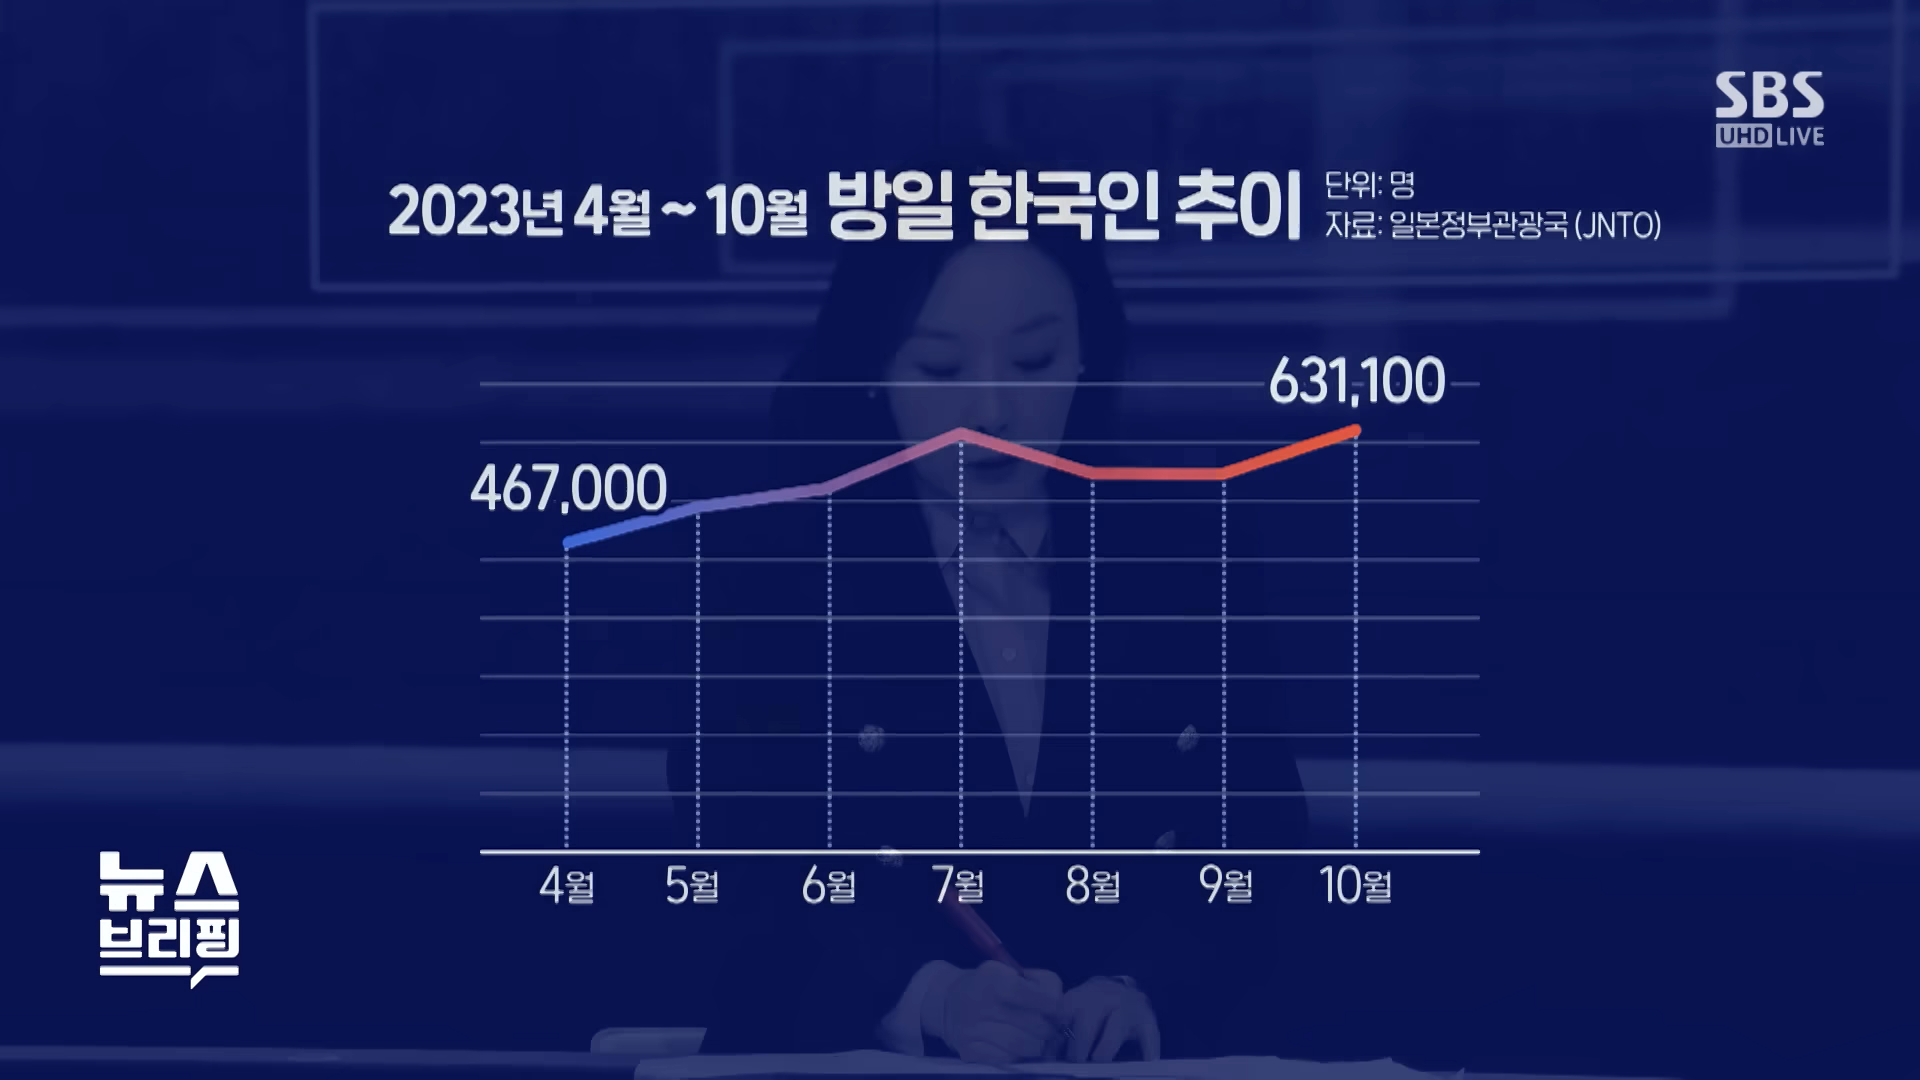 SBS
UHD LIVE
2023년 4월 ~ 10월 방일 한국인 추이
단위: 명
자료: 일본정부관광국 (JNTO)
631,100
467,000
4월 5월 6월 7월 8월 9월 10월
뉴스
브리핑